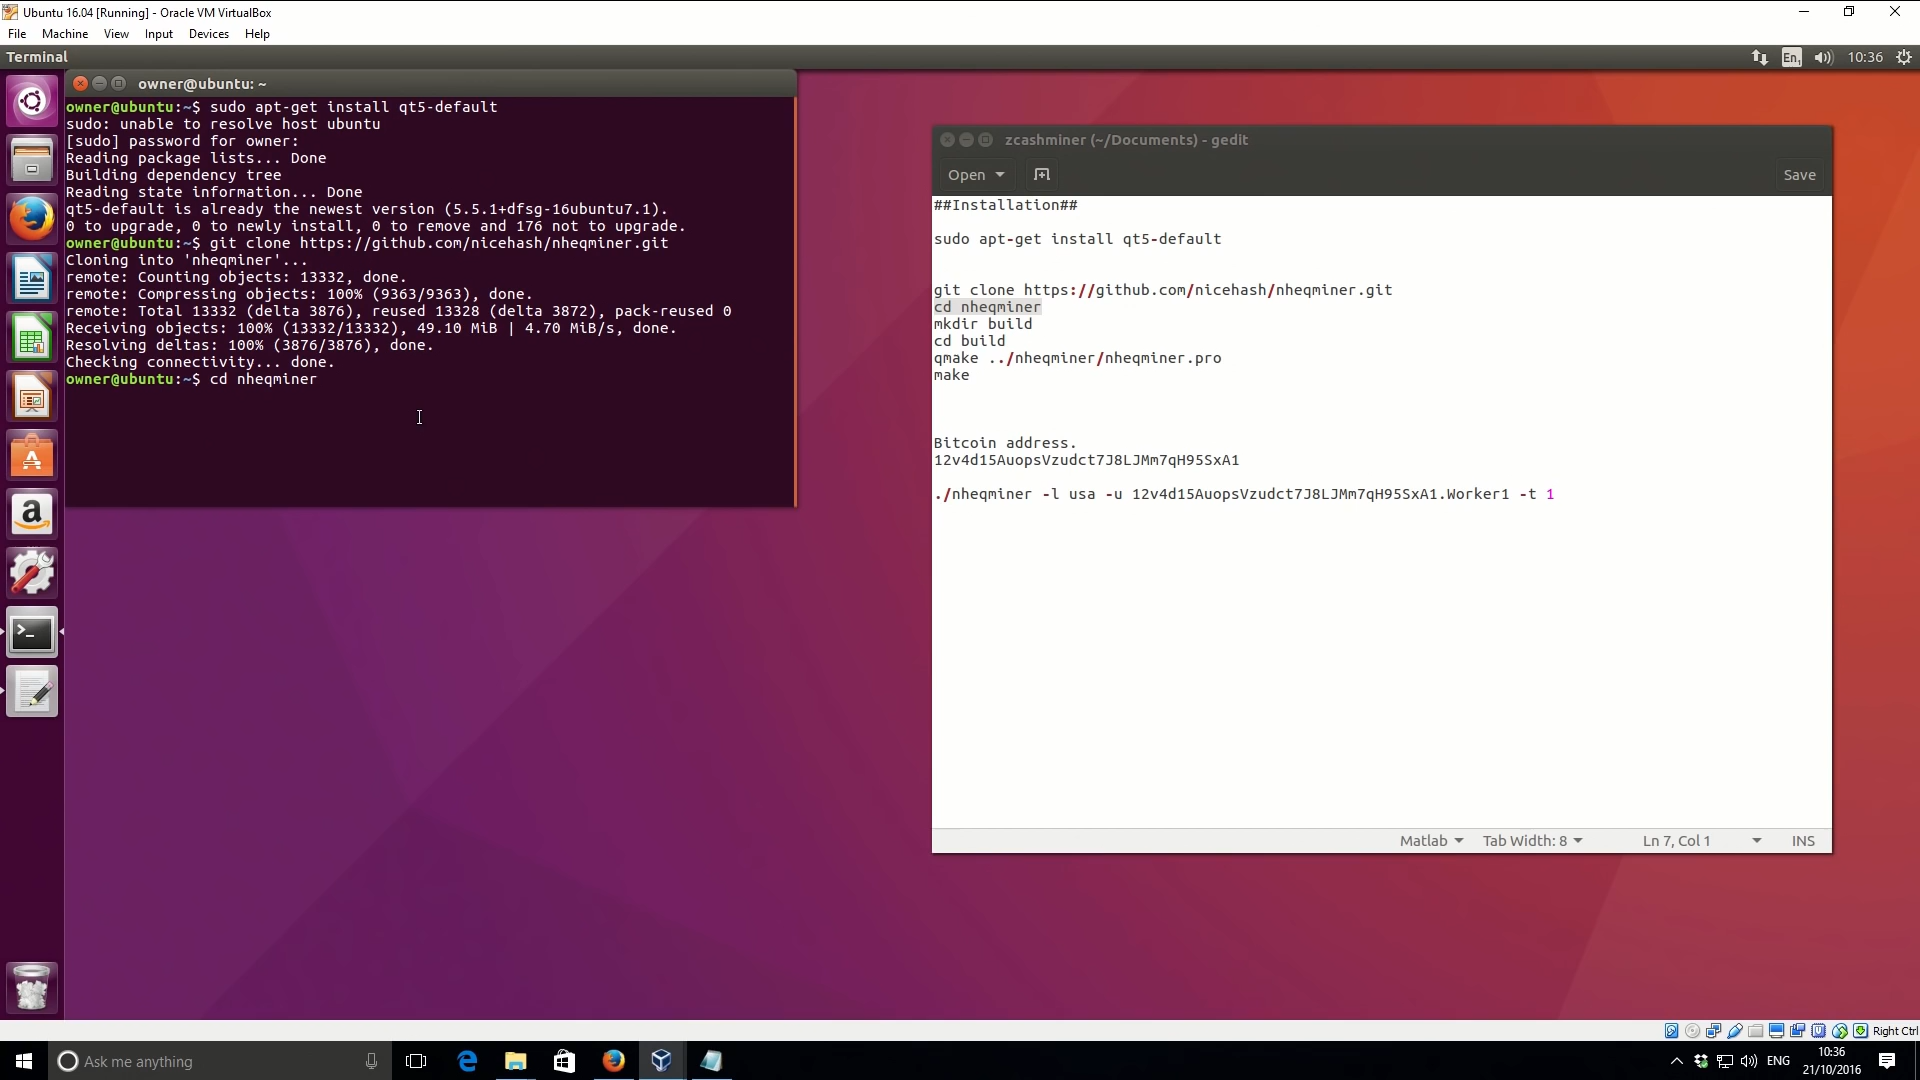 Ubuntu 16.04 [Running] - Oracle VM VirtualBox
File Machine View Input Devices Help
Terminal
En1
10:36
owner@ubuntu: ~
owner@ubuntu:~$ sudo apt-get install qt5-default
sudo: unable to resolve host ubuntu
[sudo] password for owner:
Reading package lists... Done
Building dependency tree
Reading state information... Done
qt5-default is already the newest version (5.5.1+dfsg-16ubuntu7.1).
0 to upgrade, 0 to newly install, 0 to remove and 176 not to upgrade.
owner@ubuntu:~$ git clone https://github.com/nicehash/nheqminer.git
Cloning into 'nheqminer'...
remote: Counting objects: 13332, done.
remote: Compressing objects: 100% (9363/9363), done.
remote: Total 13332 (delta 3876), reused 13328 (delta 3872), pack-reused 0
Receiving objects: 100% (13332/13332), 49.10 MiB | 4.70 MiB/s, done.
Resolving deltas: 100% (3876/3876), done.
Checking connectivity... done.
owner@ubuntu:~$ cd nheqminer
zcashminer (~/Documents) - gedit
Open
Save
##Installation##
sudo apt-get install qt5-default
git clone https://github.com/nicehash/nheqminer.git
cd nheqminer
mkdir build
cd build
qmake ../nheqminer/nheqminer.pro
make
Bitcoin address.
12v4d15AuopsVzudct7J8LJMm7qH95SxA1
./nheqminer -l usa -u 12v4d15AuopsVzudct7J8LJMm7qH95SxA1.Worker1 -t 1
Matlab Tab Width: 8 Ln 7, Col 1 INS
Right Ctrl
Ask me anything
ENG
10:36
21/10/2016